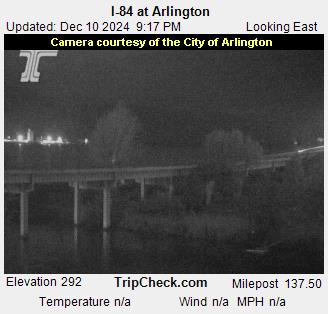 I-84 at Arlington
Updated: Dec 10 2024 9:17 PM Looking East
Camera courtesy of the City of Arlington
Elevation 292 TripCheck.com Milepost 137.50
Temperature n/a Wind n/a MPH n/a